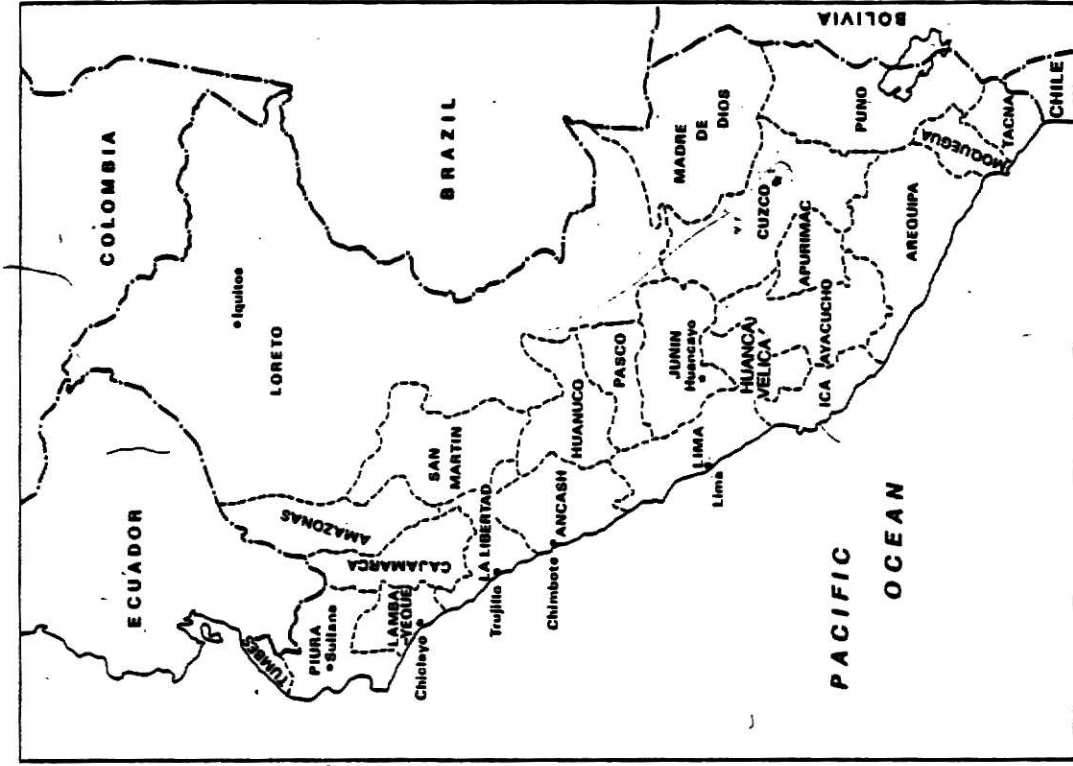 COLOMBIA
ECUADOR
BRAZIL
BOLIVIA
CHILE
PACIFIC
OCEAN
Iquitos
LORETO
TUMBES
PIURA
Sullana
AMAZONAS
CAJAMARCA
LAMBA
-YEQUE
Chiclayo
SAN
MARTIN
LA LIBERTAD
Trujillo
ANCASH
Chimbote
HUANUCO
PASCO
JUNIN
Huancayo
LIMA
Lima
HUANCA
VELICA
ICA
AYACUCHO
APURIMAC
CUZCO
MADRE
DE
DIOS
PUNO
AREQUIPA
MOQUEGUA
TACNA